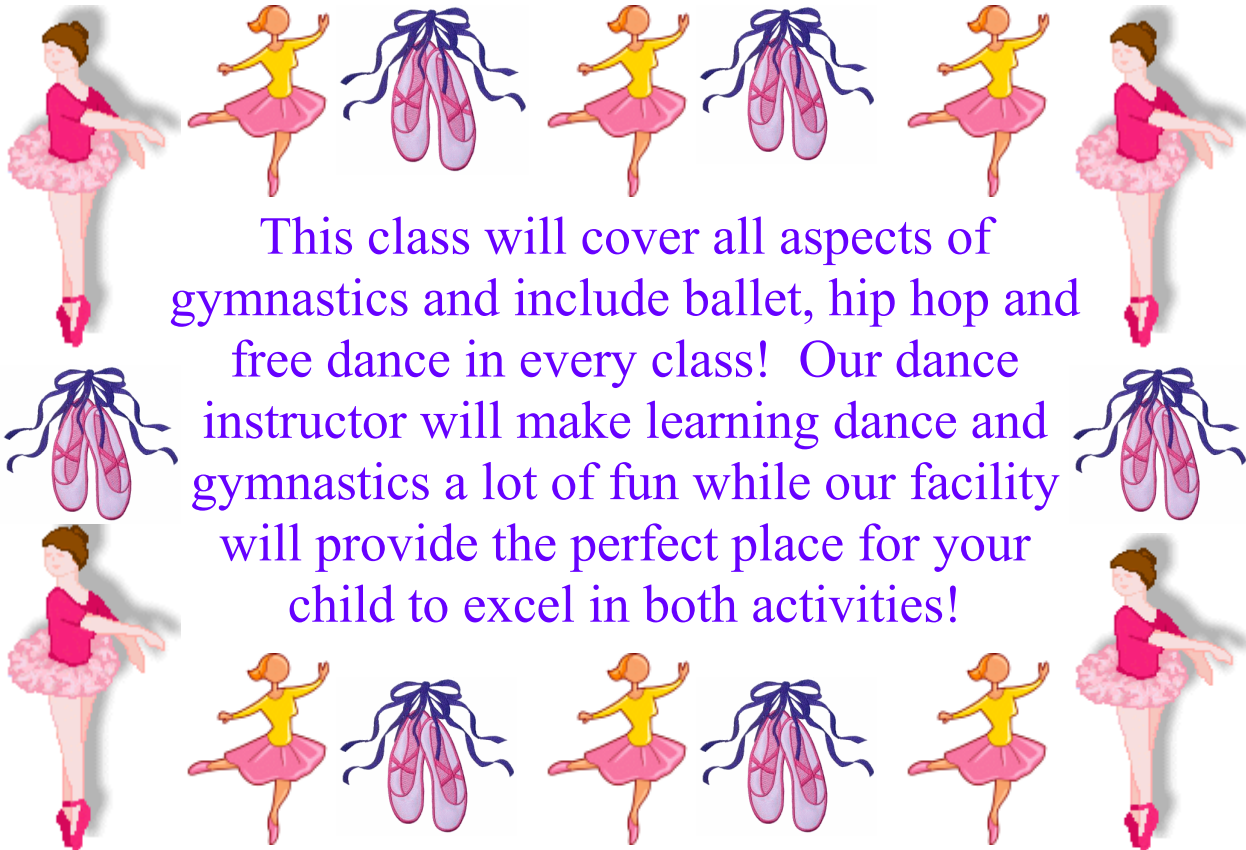 This class will cover all aspects of
gymnastics and include ballet, hip hop and
free dance in every class!  Our dance
instructor will make learning dance and
gymnastics a lot of fun while our facility
will provide the perfect place for your
child to excel in both activities!